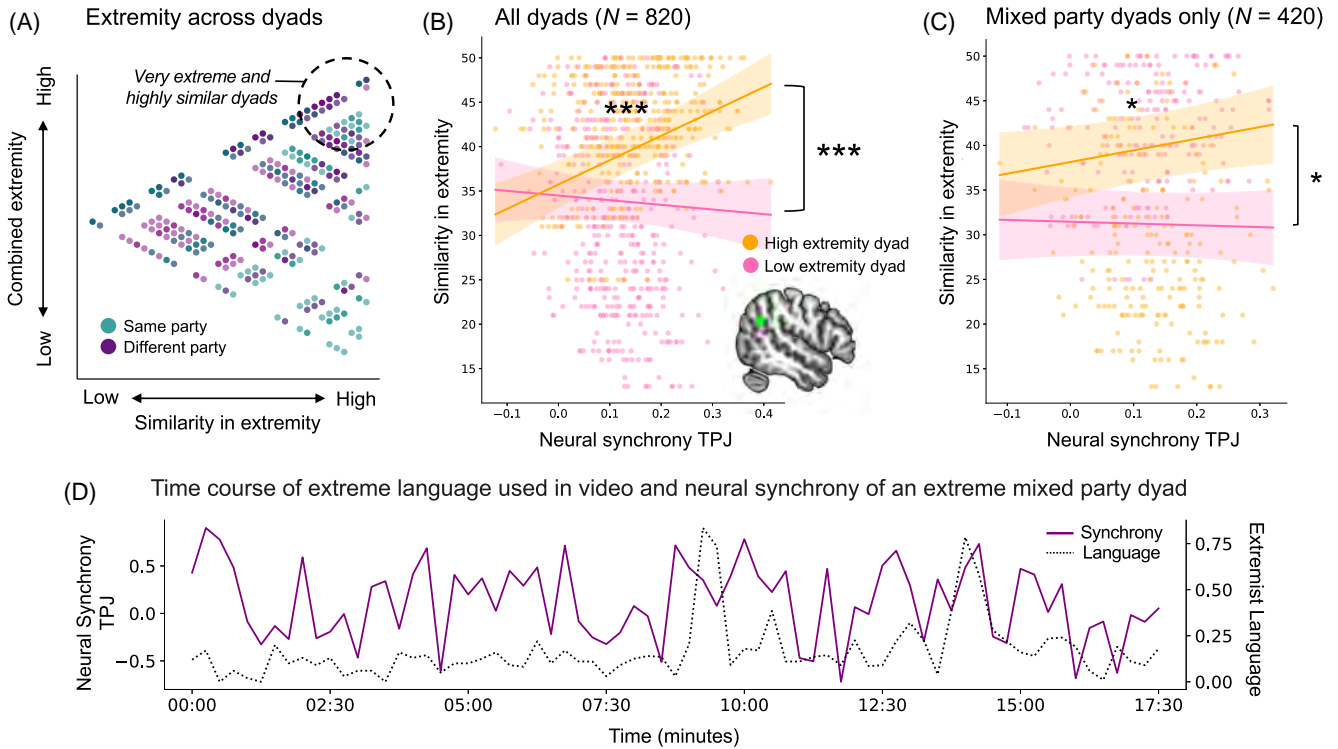 (A) Extremity across dyads
Very extreme and
highly similar dyads
High
Combined extremity
Low
Same party
Different party
Low High
Similarity in extremity
(B) All dyads (N = 820)
50
45
40
35
30
25
20
15
Similarity in extremity
***
***
High extremity dyad
Low extremity dyad
−0.1 0.0 0.1 0.2 0.3 0.4
Neural synchrony TPJ
(C) Mixed party dyads only (N = 420)
50
45
40
35
30
25
20
15
Similarity in extremity
*
*
−0.1 0.0 0.1 0.2 0.3
Neural synchrony TPJ
(D) Time course of extreme language used in video and neural synchrony of an extreme mixed party dyad
Neural Synchrony
TPJ
0.5
0.0
−0.5
Synchrony
Language
0.75
0.50
0.25
0.00
Extremist Language
00:00 02:30 05:00 07:30 10:00 12:30 15:00 17:30
Time (minutes)